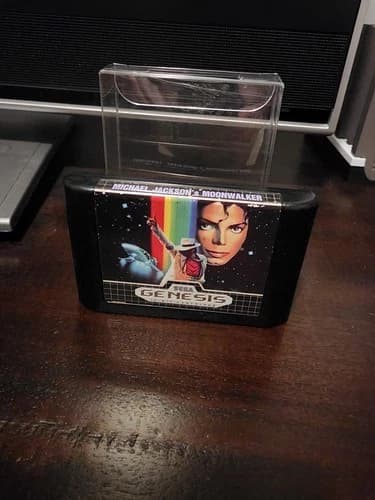 MICHAEL JACKSON's MOONWALKER
SEGA
GENESIS